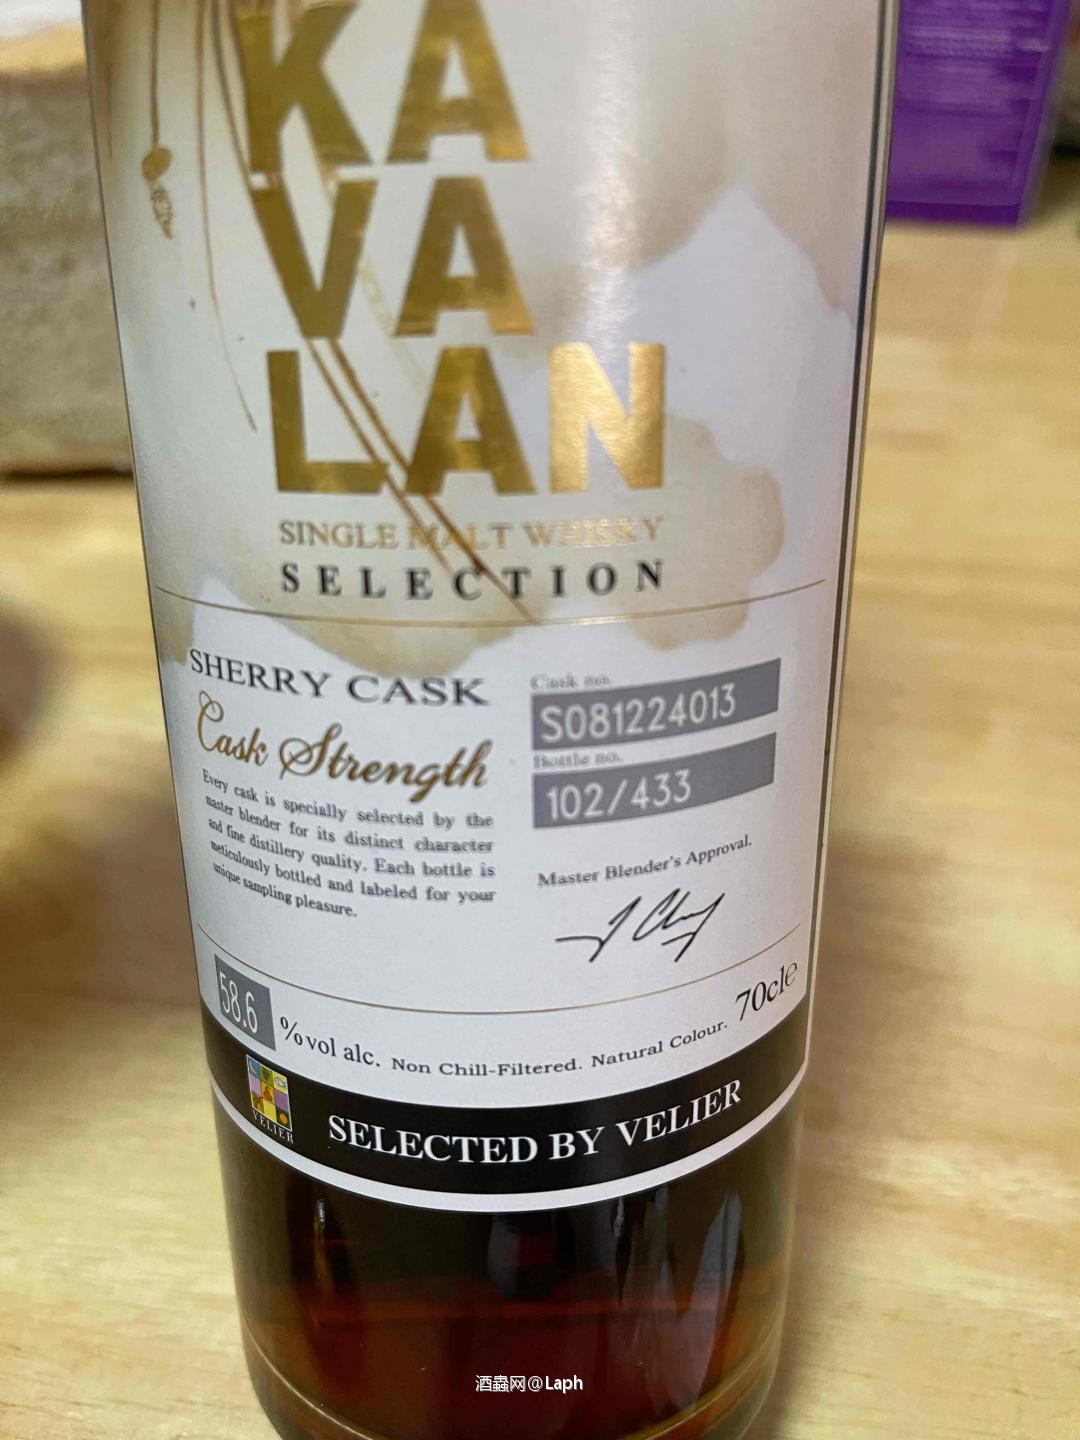 KA
VA
LAN
SINGLE MALT WHISKY
SELECTION
SHERRY CASK
Cask Strength
Every cask is specially selected by the
master blender for its distinct character
and fine distillery quality. Each bottle is
meticulously bottled and labeled for your
unique sampling pleasure.
Cask no.
S081224013
Bottle no.
102/433
Master Blender's Approval.
58.6 %vol alc. Non Chill-Filtered. Natural Colour. 70cle
VELIER
SELECTED BY VELIER
酒蟲网@Laph